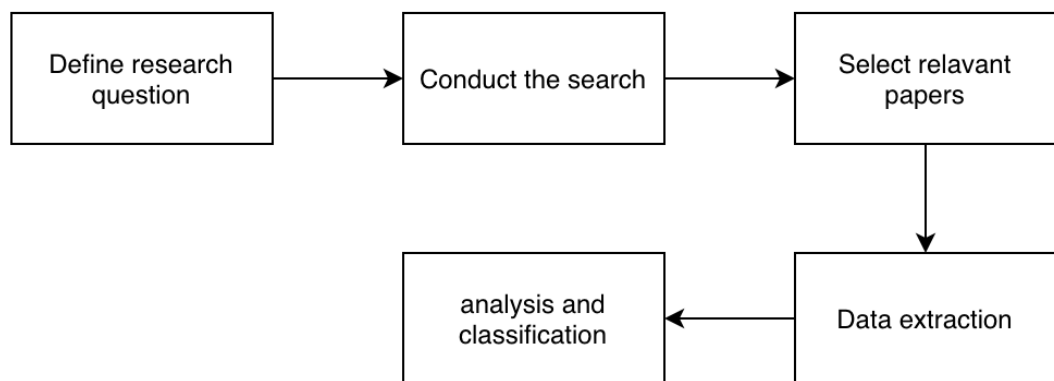 Define research
question
Conduct the search
Select relavant
papers
analysis and
classification
Data extraction